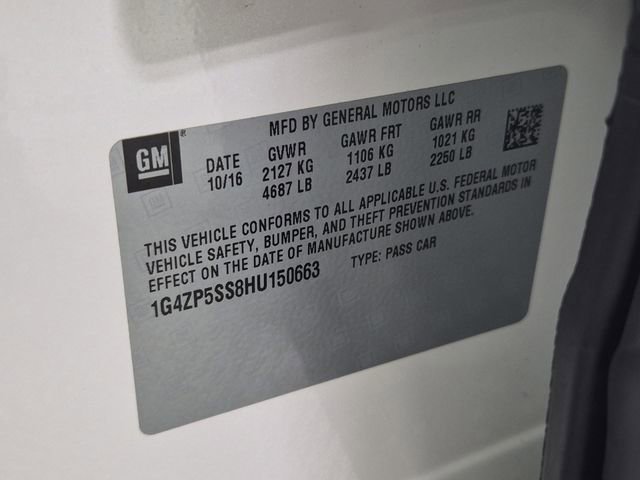 GM ®
MFD BY GENERAL MOTORS LLC
DATE GVWR GAWR FRT GAWR RR
10/16 2127 KG 1106 KG 1021 KG
4687 LB 2437 LB 2250 LB
THIS VEHICLE CONFORMS TO ALL APPLICABLE U.S. FEDERAL MOTOR
VEHICLE SAFETY, BUMPER, AND THEFT PREVENTION STANDARDS IN
EFFECT ON THE DATE OF MANUFACTURE SHOWN ABOVE.
1G4ZP5SS8HU150663 TYPE: PASS CAR